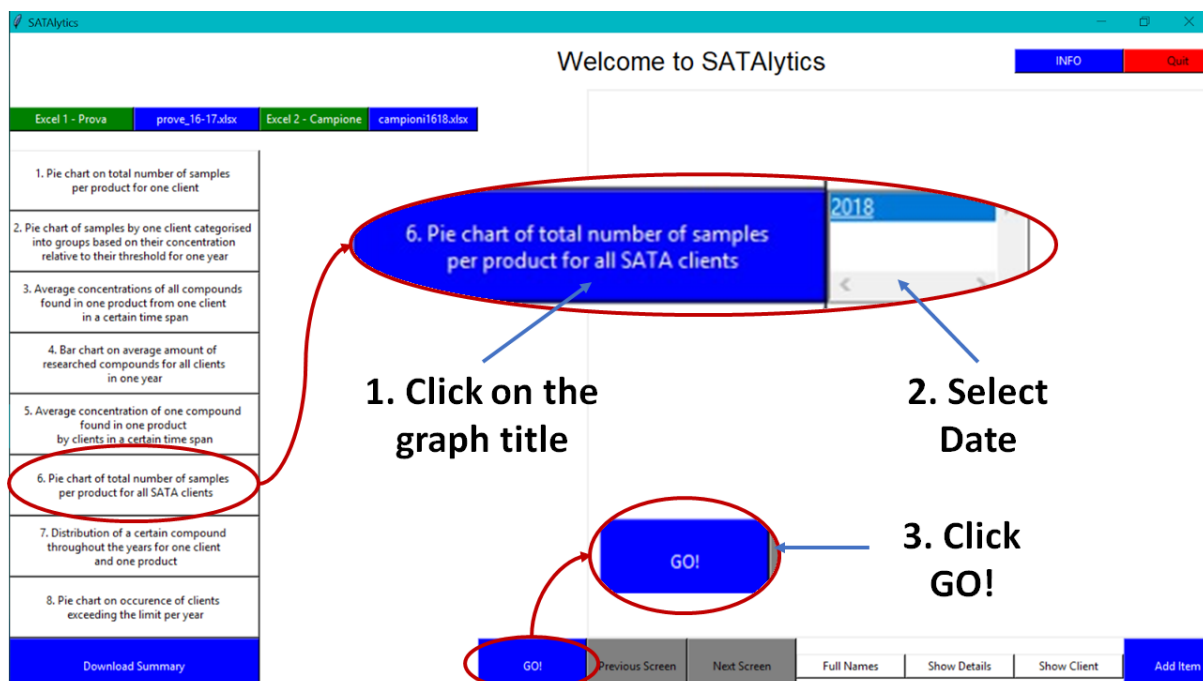 SATAlytics
Welcome to SATAlytics
INFO
Quit
Excel 1 - Prova
prove_16-17.xlsx
Excel 2 - Campione
campioni1618.xlsx
1. Pie chart on total number of samples
per product for one client
2. Pie chart of samples by one client categorised
into groups based on their concentration
relative to their threshold for one year
3. Average concentrations of all compounds
found in one product from one client
in a certain time span
4. Bar chart on average amount of
researched compounds for all clients
in one year
5. Average concentration of one compound
found in one product
by clients in a certain time span
6. Pie chart of total number of samples
per product for all SATA clients
7. Distribution of a certain compound
throughout the years for one client
and one product
8. Pie chart on occurence of clients
exceeding the limit per year
Download Summary
6. Pie chart of total number of samples
per product for all SATA clients
2018
1. Click on the
graph title
2. Select
Date
GO!
3. Click
GO!
GO!
Previous Screen
Next Screen
Full Names
Show Details
Show Client
Add Item